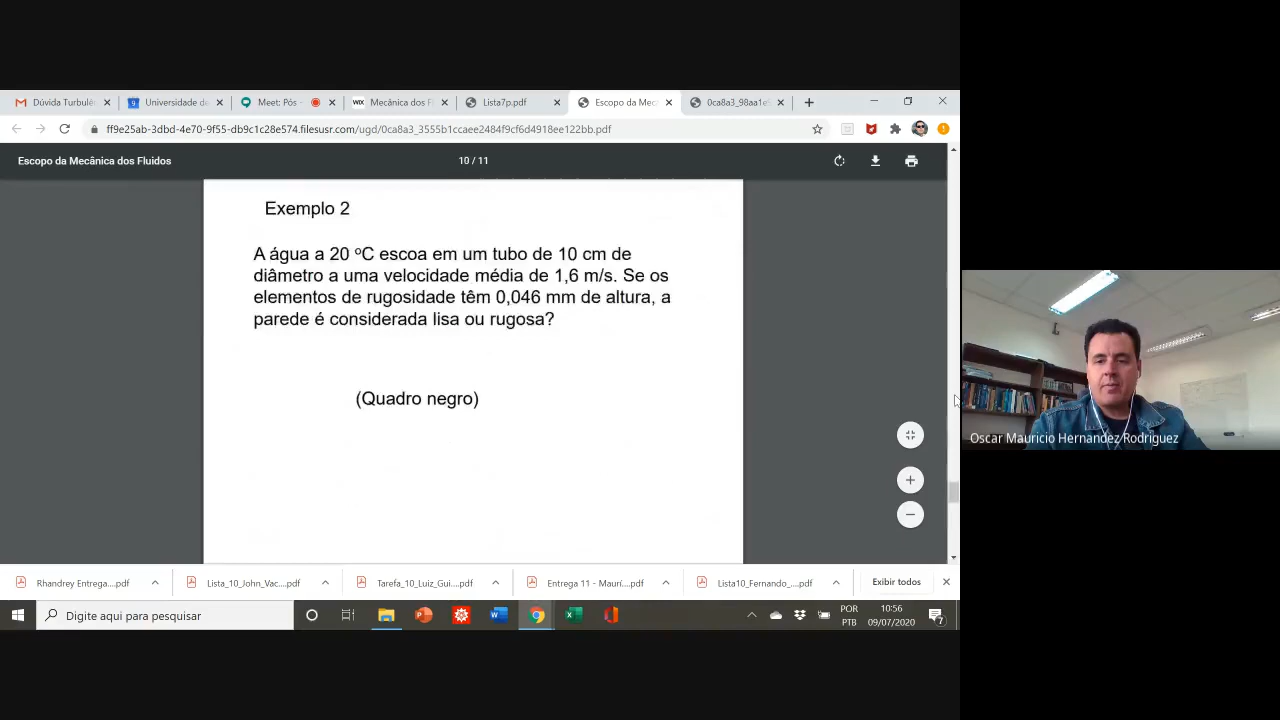 Dúvida Turbulê
Universidade de
Meet: Pós -
Mecânica dos F
Lista7p.pdf
Escopo da Mec
0ca8a3_98aa1e
ff9e25ab-3dbd-4e70-9ff5-db9c1c28e574.filesusr.com/ugd/0ca8a3_3555b1ccaee2484f9cf6d4918ee122bb.pdf
Escopo da Mecânica dos Fluidos
10 / 11
Exemplo 2
A água a 20 ºC escoa em um tubo de 10 cm de
diâmetro a uma velocidade média de 1,6 m/s. Se os
elementos de rugosidade têm 0,046 mm de altura, a
parede é considerada lisa ou rugosa?
(Quadro negro)
Oscar Mauricio Hernandez Rodriguez
Rhandrey Entrega....pdf
Lista_10_John_Vac....pdf
Tarefa_10_Luiz_Gui....pdf
Entrega 11 - Maurí....pdf
Lista10_Fernando_....pdf
Exibir todos
Digite aqui para pesquisar
POR
PTB
10:56
09/07/2020
7